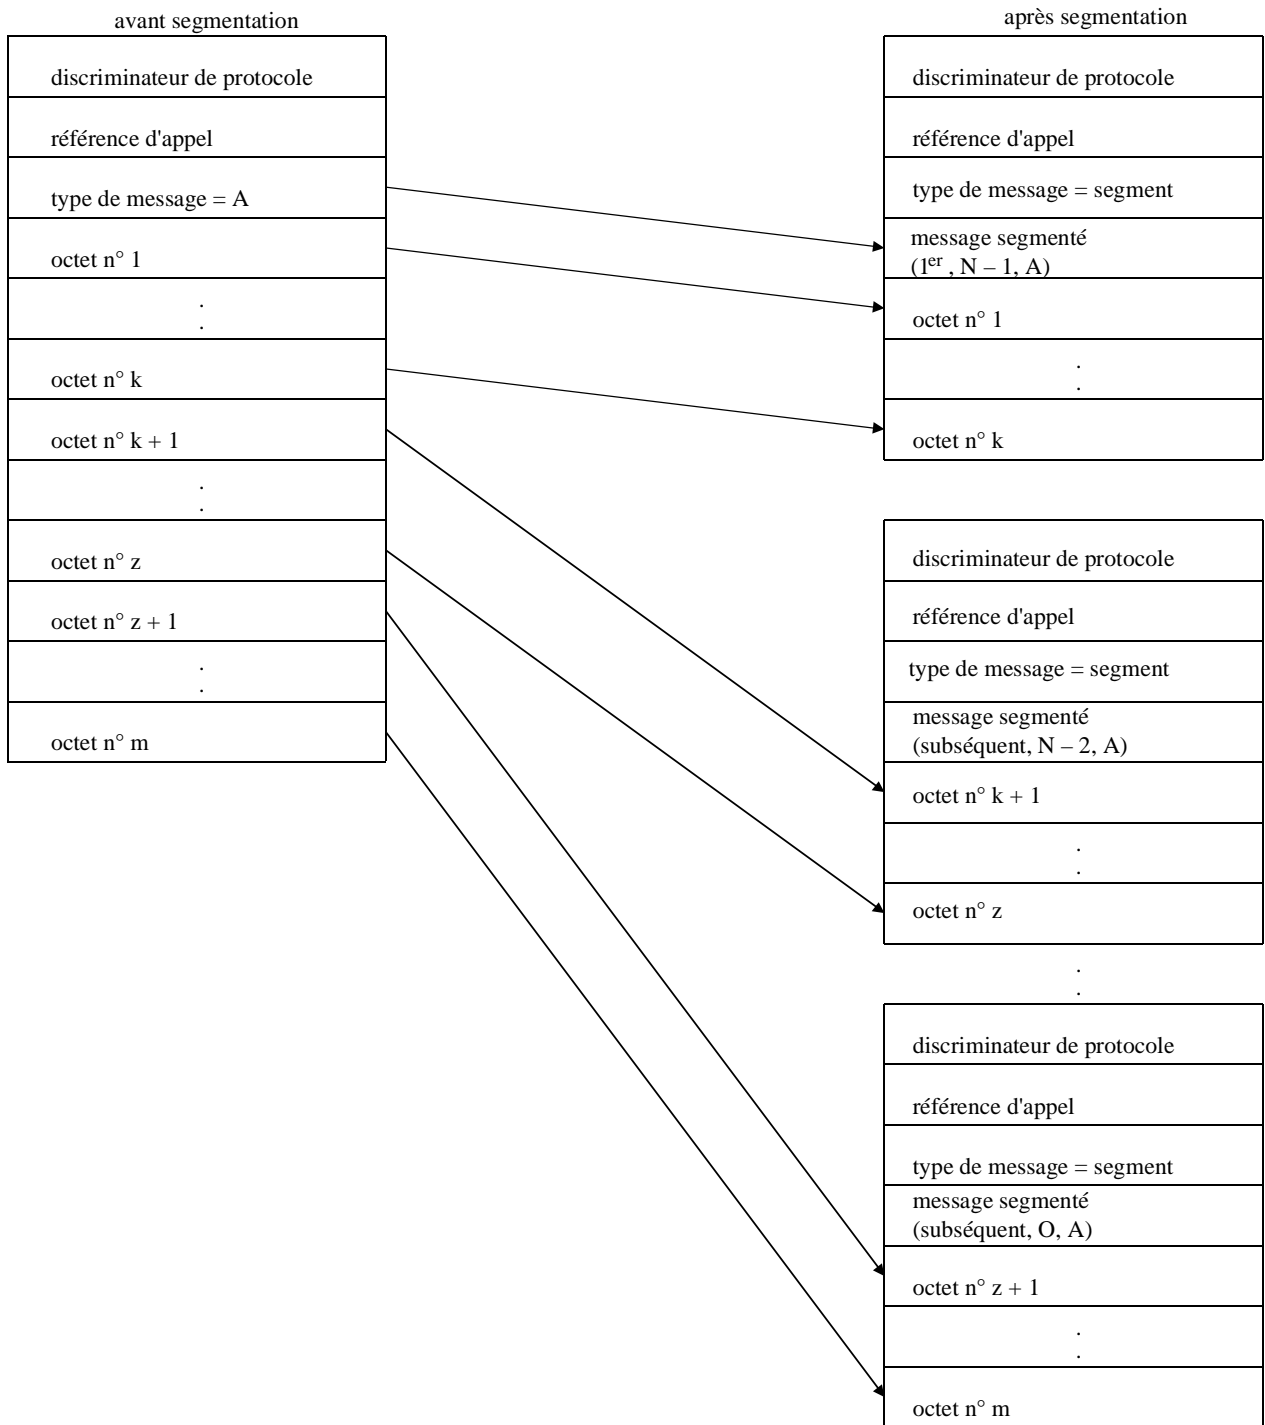 avant segmentation
discriminateur de protocole
référence d'appel
type de message = A
octet n° 1
.
.
octet n° k
octet n° k + 1
.
.
octet n° z
octet n° z + 1
.
.
octet n° m
après segmentation
discriminateur de protocole
référence d'appel
type de message = segment
message segmenté
(1er , N – 1, A)
octet n° 1
.
.
octet n° k
discriminateur de protocole
référence d'appel
type de message = segment
message segmenté
(subséquent, N – 2, A)
octet n° k + 1
.
.
octet n° z
.
.
discriminateur de protocole
référence d'appel
type de message = segment
message segmenté
(subséquent, O, A)
octet n° z + 1
.
.
octet n° m